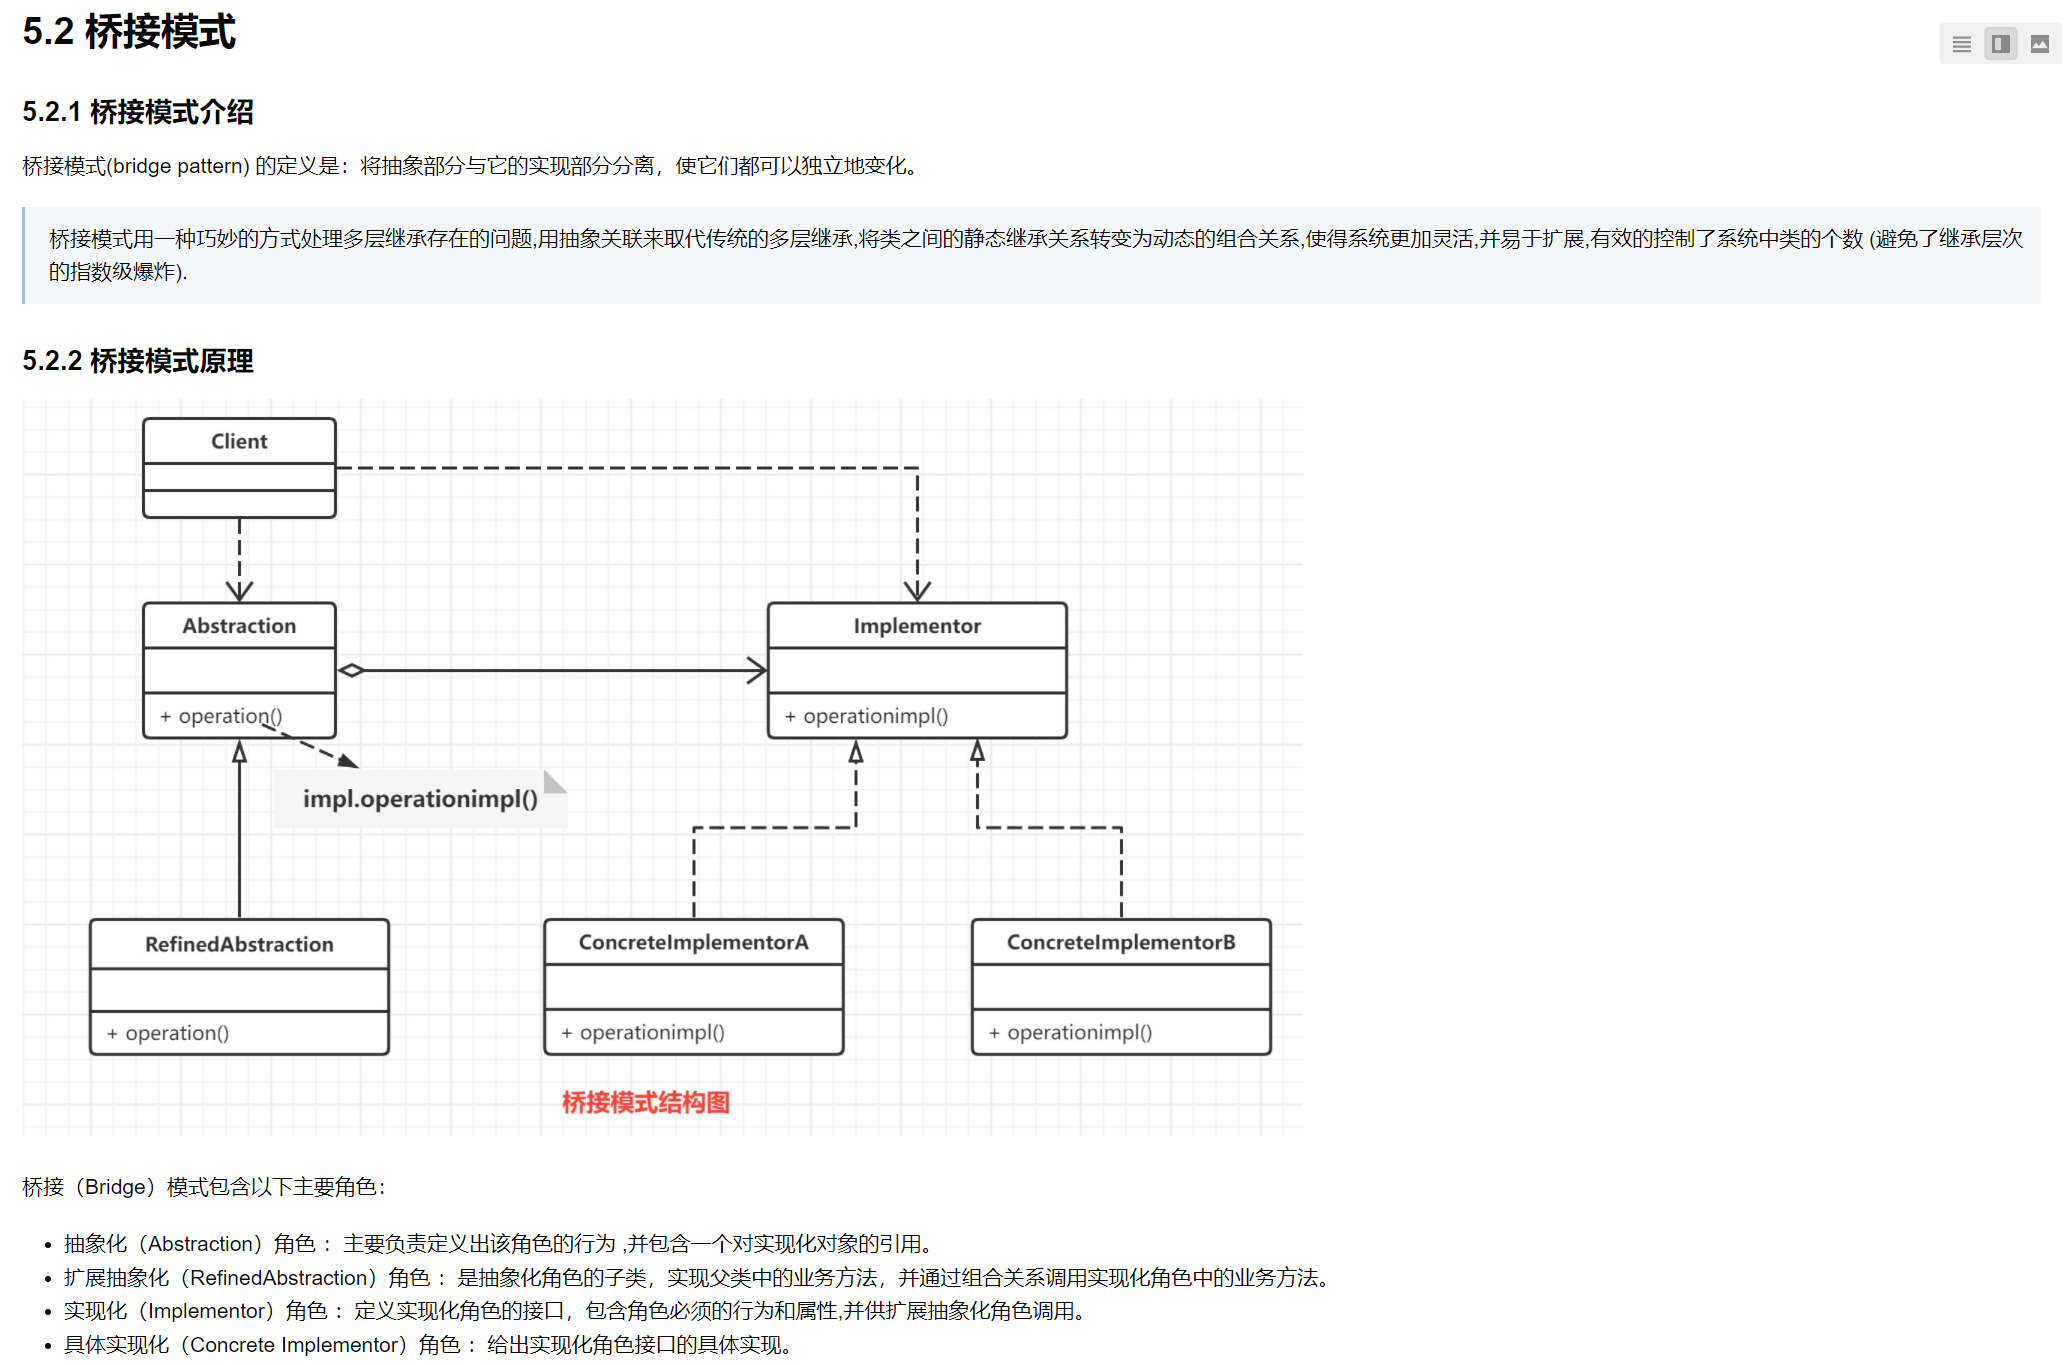 5.2 桥接模式
5.2.1 桥接模式介绍
桥接模式(bridge pattern) 的定义是：将抽象部分与它的实现部分分离，使它们都可以独立地变化。
桥接模式用一种巧妙的方式处理多层继承存在的问题,用抽象关联来取代传统的多层继承,将类之间的静态继承关系转变为动态的组合关系,使得系统更加灵活,并易于扩展,有效的控制了系统中类的个数 (避免了继承层次
的指数级爆炸).
5.2.2 桥接模式原理
Client
Abstraction
+ operation()
Implementor
+ operationimpl()
impl.operationimpl()
RefinedAbstraction
+ operation()
ConcreteImplementorA
+ operationimpl()
ConcreteImplementorB
+ operationimpl()
桥接模式结构图
桥接（Bridge）模式包含以下主要角色：
• 抽象化（Abstraction）角色 ：主要负责定义出该角色的行为 ,并包含一个对实现化对象的引用。
• 扩展抽象化（RefinedAbstraction）角色 ：是抽象化角色的子类，实现父类中的业务方法，并通过组合关系调用实现化角色中的业务方法。
• 实现化（Implementor）角色 ：定义实现化角色的接口，包含角色必须的行为和属性,并供扩展抽象化角色调用。
• 具体实现化（Concrete Implementor）角色 ：给出实现化角色接口的具体实现。